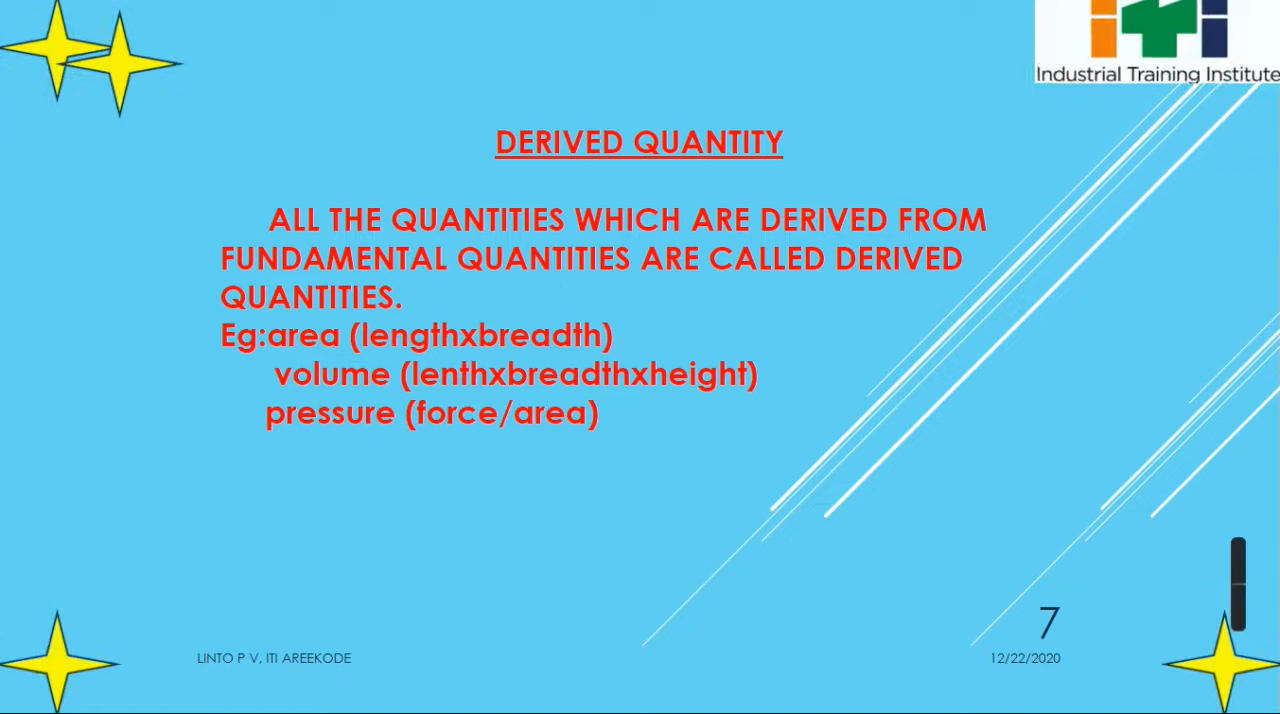 Industrial Training Institute
DERIVED QUANTITY
ALL THE QUANTITIES WHICH ARE DERIVED FROM
FUNDAMENTAL QUANTITIES ARE CALLED DERIVED
QUANTITIES.
Eg:area (lengthxbreadth)
volume (lenthxbreadthxheight)
pressure (force/area)
7
LINTO P V, ITI AREEKODE
12/22/2020